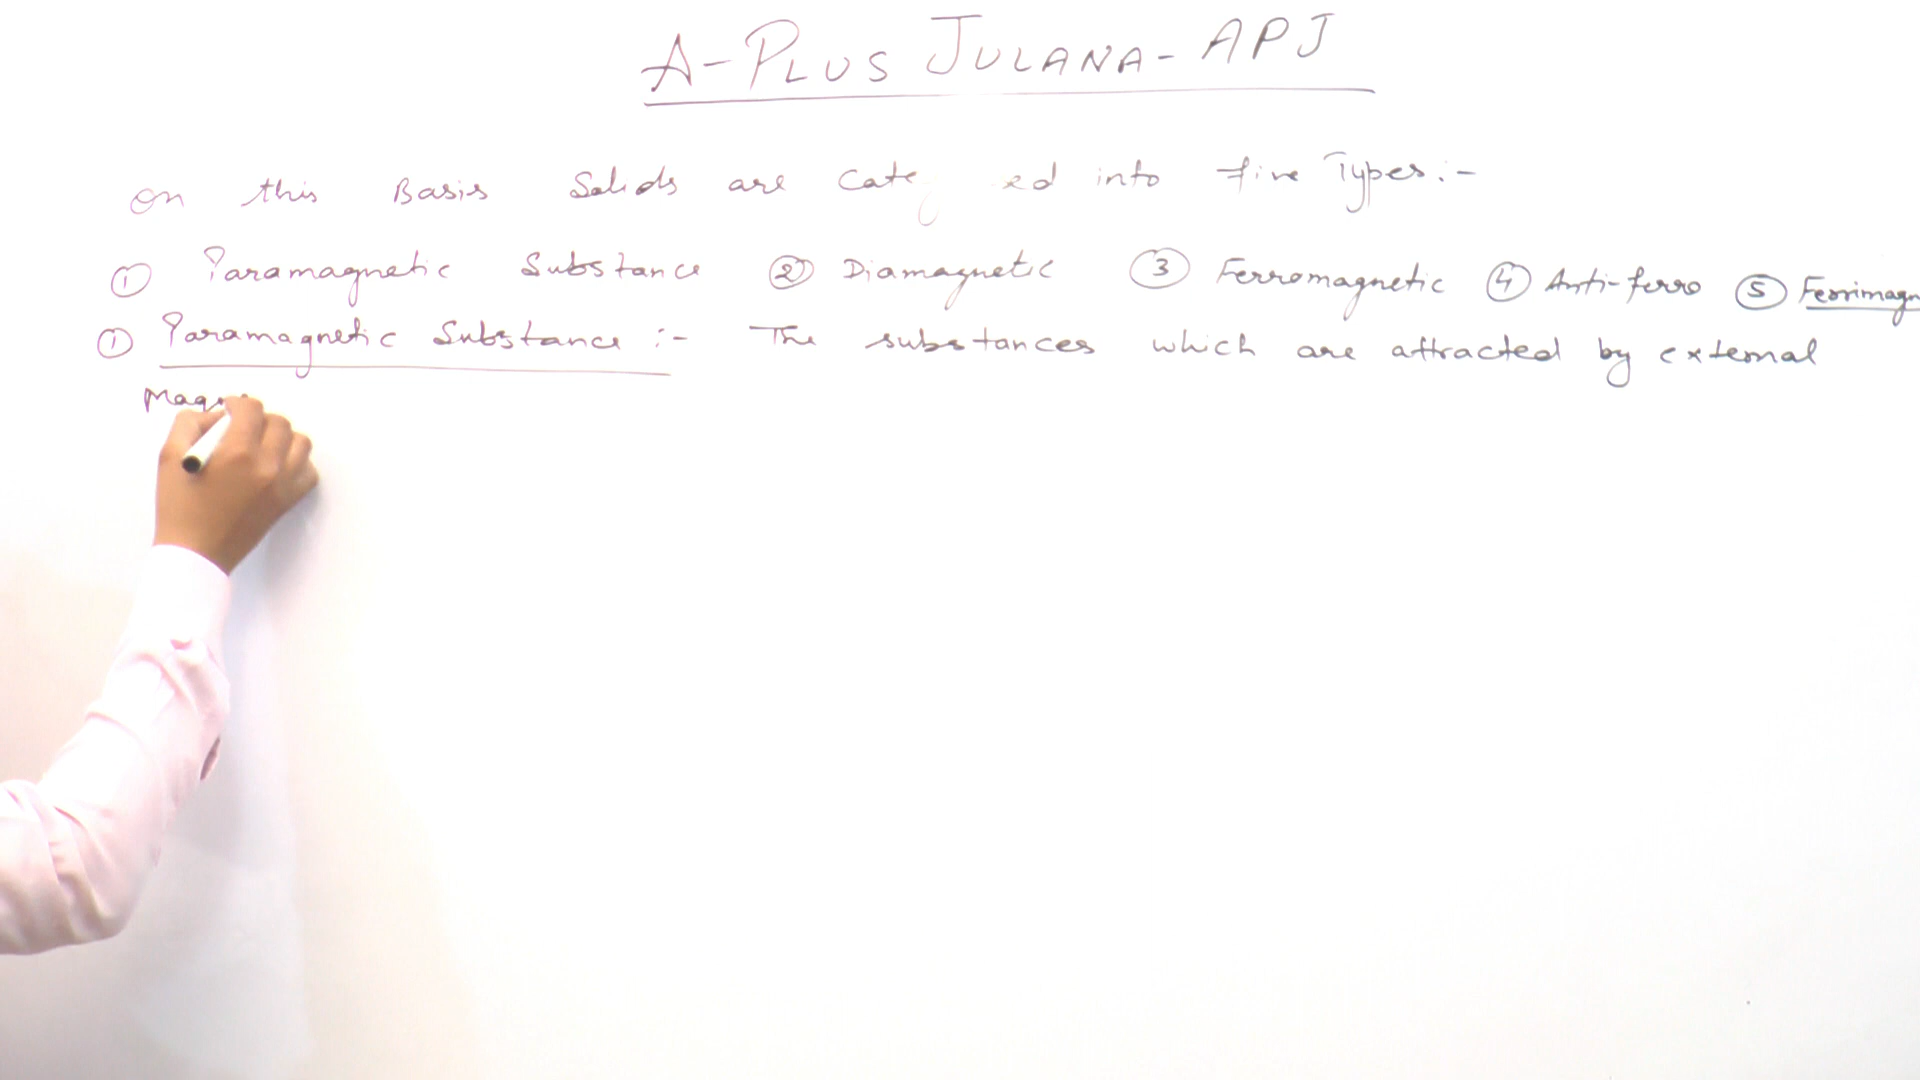 A-PLUS JULANA- APJ
on this Basis Solids are Cate ed into five Types:-
① Paramagnetic Substance ② Diamagnetic ③ Ferromagnetic ④ Anti-ferro ⑤ Ferrimagn
① Paramagnetic Substance :- The substances which are attracted by external
Magn